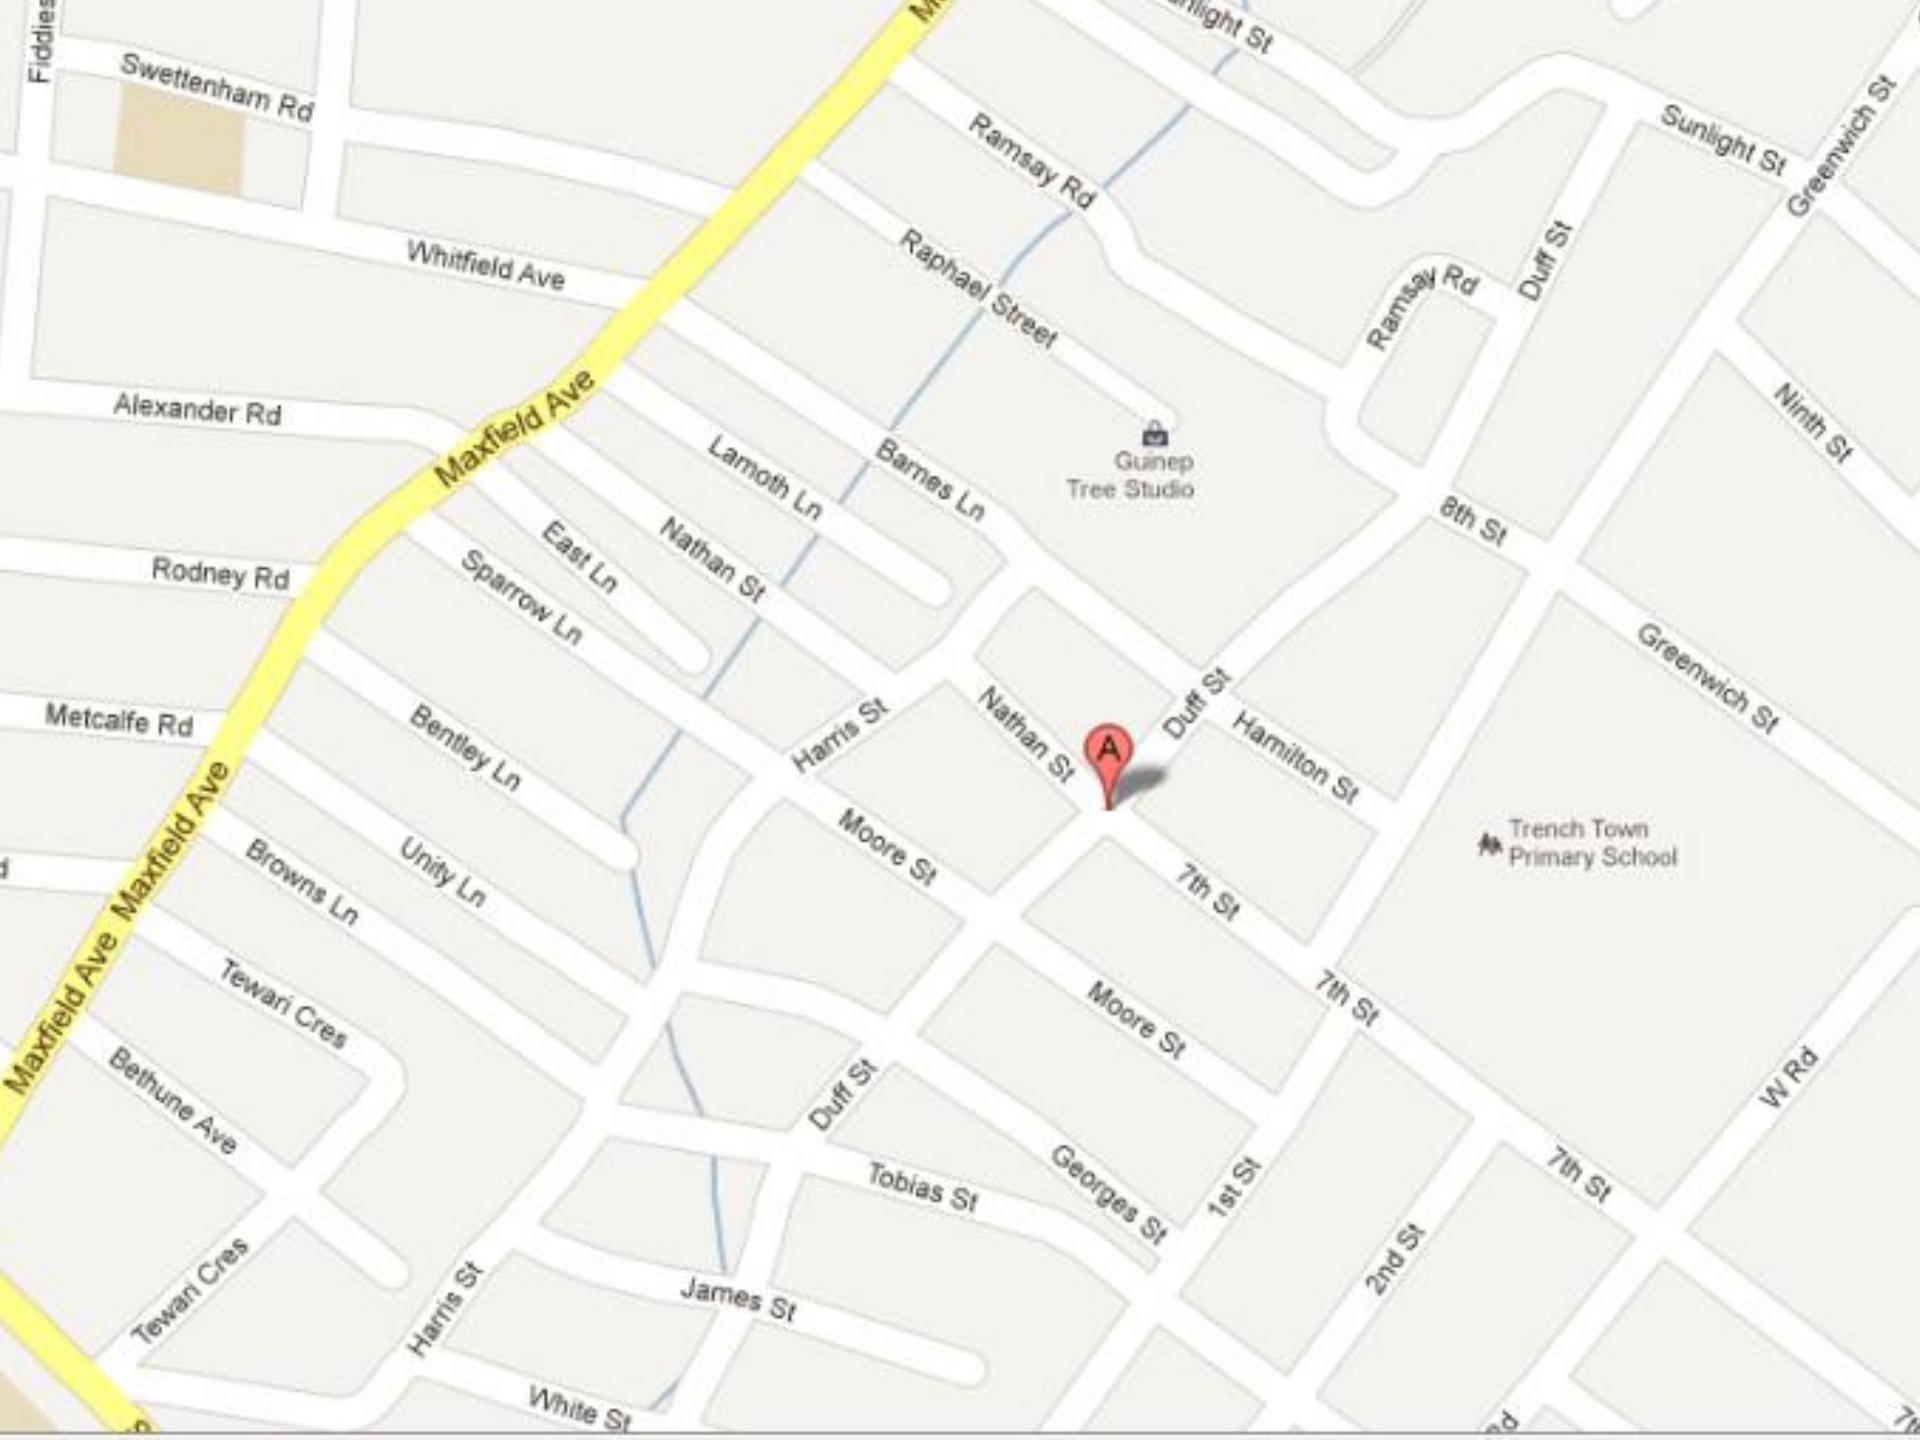 Sunlight St
Fiddies
Swettenham Rd
Sunlight St
Greenwich St
Ramsay Rd
Whitfield Ave
Raphael Street
Duff St
Ramsay Rd
Alexander Rd
Maxfield Ave
Ninth St
Guinep
Tree Studio
Lamoth Ln
Barnes Ln
8th St
Nathan St
East Ln
Rodney Rd
Sparrow Ln
Greenwich St
Metcalfe Rd
Bentley Ln
Harris St
Nathan St
A
Duff St
Hamilton St
Maxfield Ave
Trench Town
Primary School
Unity Ln
Moore St
7th St
Browns Ln
Maxfield Ave
Tewari Cres
Moore St
7th St
Bethune Ave
Duff St
W Rd
Tobias St
Georges St
1st St
7th St
2nd St
Tewari Cres
Harris St
James St
White St
Rd